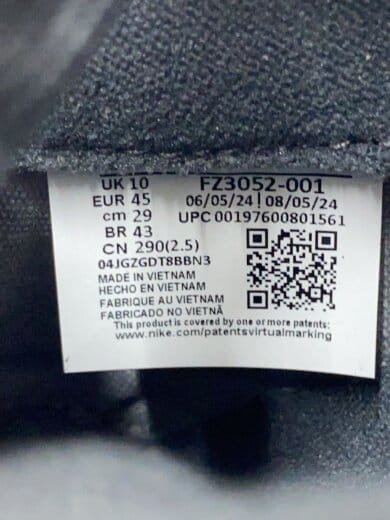 UK 10
EUR 45
cm 29
BR 43
CN 290(2.5)
04JGZGDT8BBN3
MADE IN VIETNAM
HECHO EN VIETNAM
FABRIQUE AU VIETNAM
FABRICADO NO VIETNÃ
FZ3052-001
06/05/24 | 08/05/24
UPC 00197600801561
This product is covered by one or more patents:
www.nike.com/patentsvirtualmarking